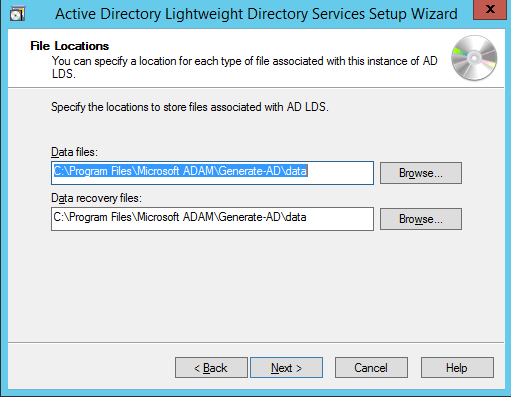 Active Directory Lightweight Directory Services Setup Wizard
x
File Locations
You can specify a location for each type of file associated with this instance of AD
LDS.
Specify the locations to store files associated with AD LDS.
Data files:
C:\Program Files\Microsoft ADAM\Generate-AD\data
Browse...
Data recovery files:
C:\Program Files\Microsoft ADAM\Generate-AD\data
Browse...
< Back
Next >
Cancel
Help